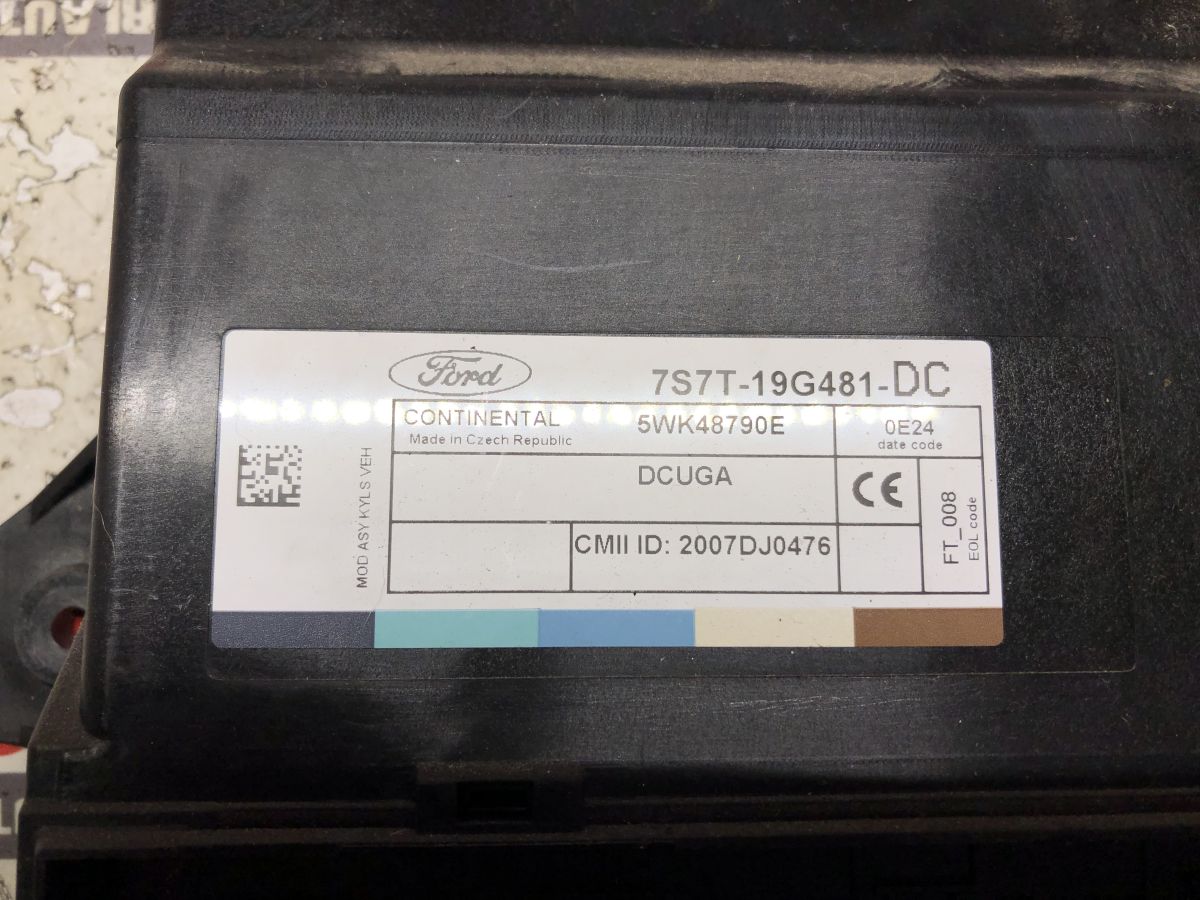 Ford
7S7T-19G481-DC
CONTINENTAL
Made in Czech Republic
5WK48790E
0E24
date code
DCUGA
CE
CMII ID: 2007DJ0476
FT_008
EOL code
MOD ASY KYLS VEH